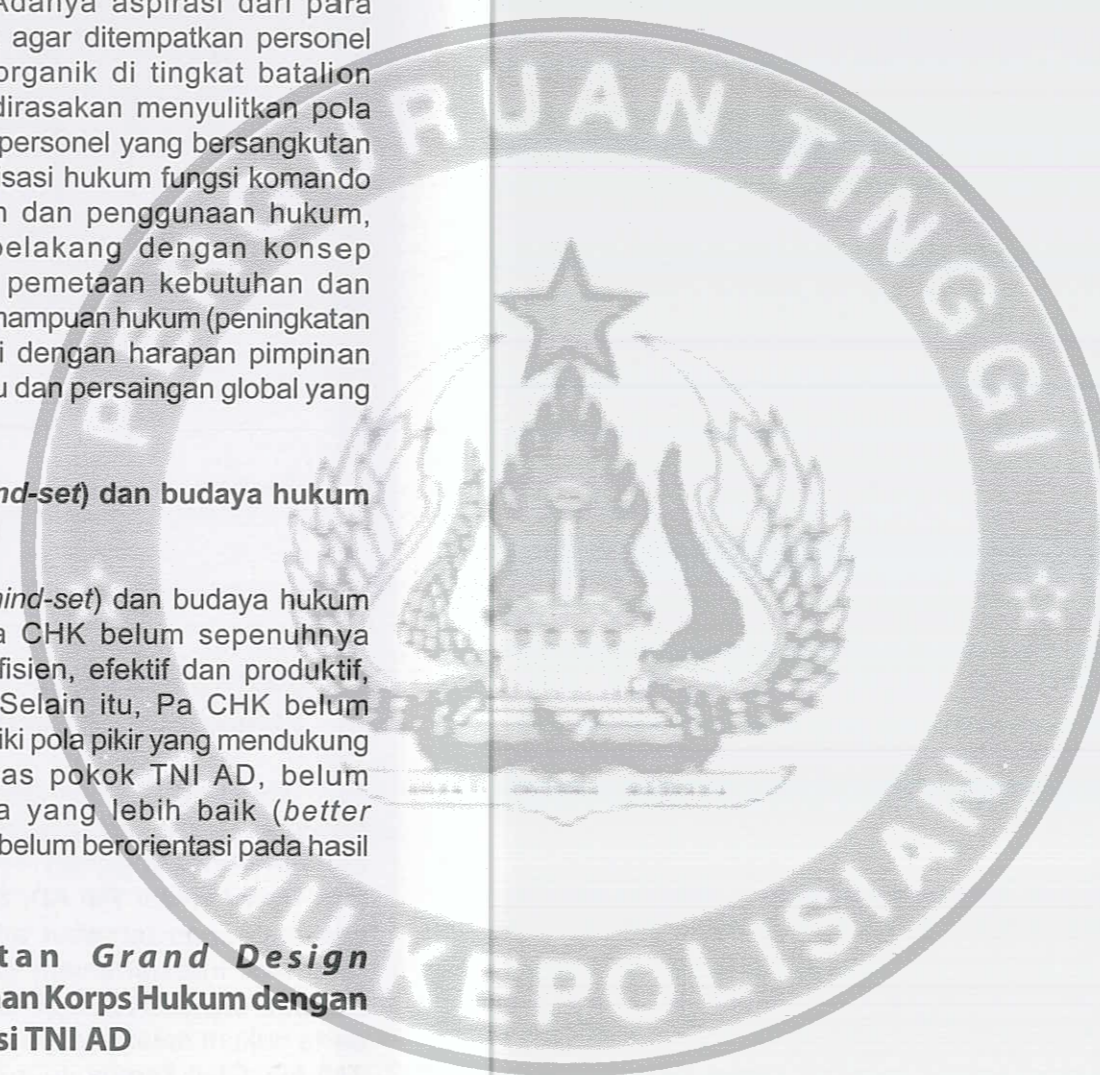 Adanya aspirasi dari para
agar ditempatkan personel
organik di tingkat batalion
dirasakan menyulitkan pola
personel yang bersangkutan
sasi hukum fungsi komando
dan penggunaan hukum,
belakang dengan konsep
pemetaan kebutuhan dan
mampuan hukum (peningkatan
dengan harapan pimpinan
dan persaingan global yang
nd-set) dan budaya hukum
mind-set) dan budaya hukum
CHK belum sepenuhnya
fisien, efektif dan produktif,
Selain itu, Pa CHK belum
iki pola pikir yang mendukung
as pokok TNI AD, belum
yang lebih baik (better
belum berorientasi pada hasil
tan Grand Design
an Korps Hukum dengan
si TNI AD
PERGURUAN TINGGI
ILMU KEPOLISIAN